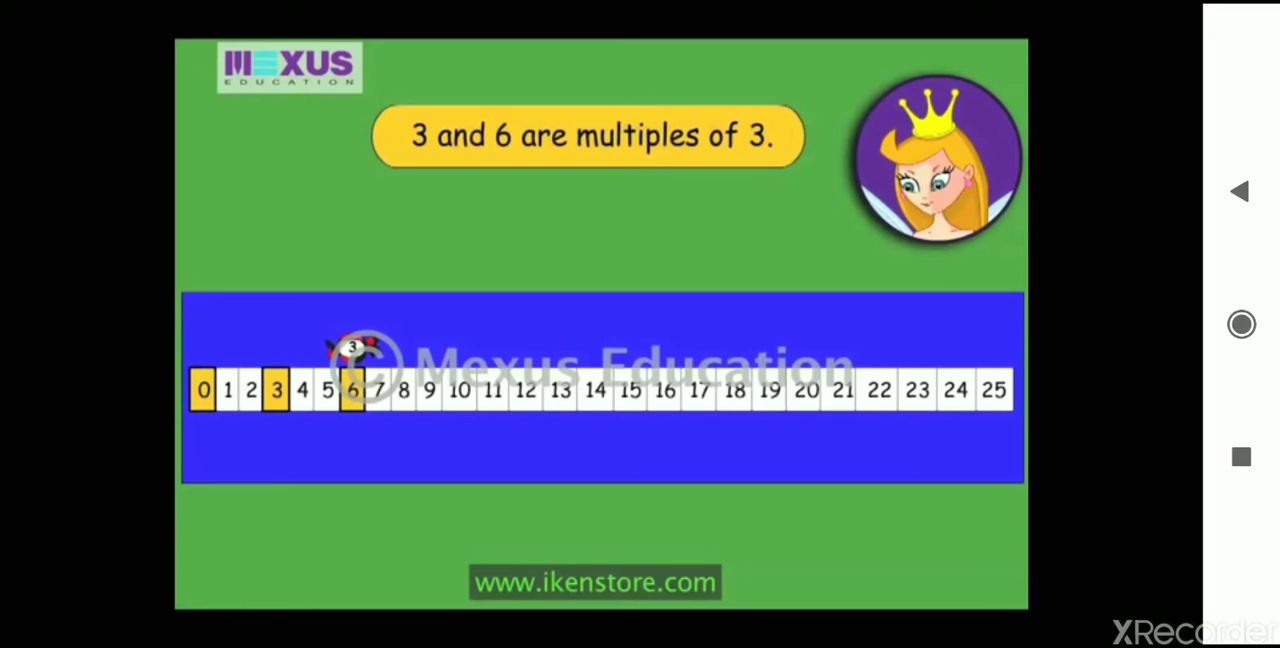 MEXUS
EDUCATION
3 and 6 are multiples of 3.
3
© Mexus Education
0 1 2 3 4 5 6 7 8 9 10 11 12 13 14 15 16 17 18 19 20 21 22 23 24 25
www.ikenstore.com
XRecorder